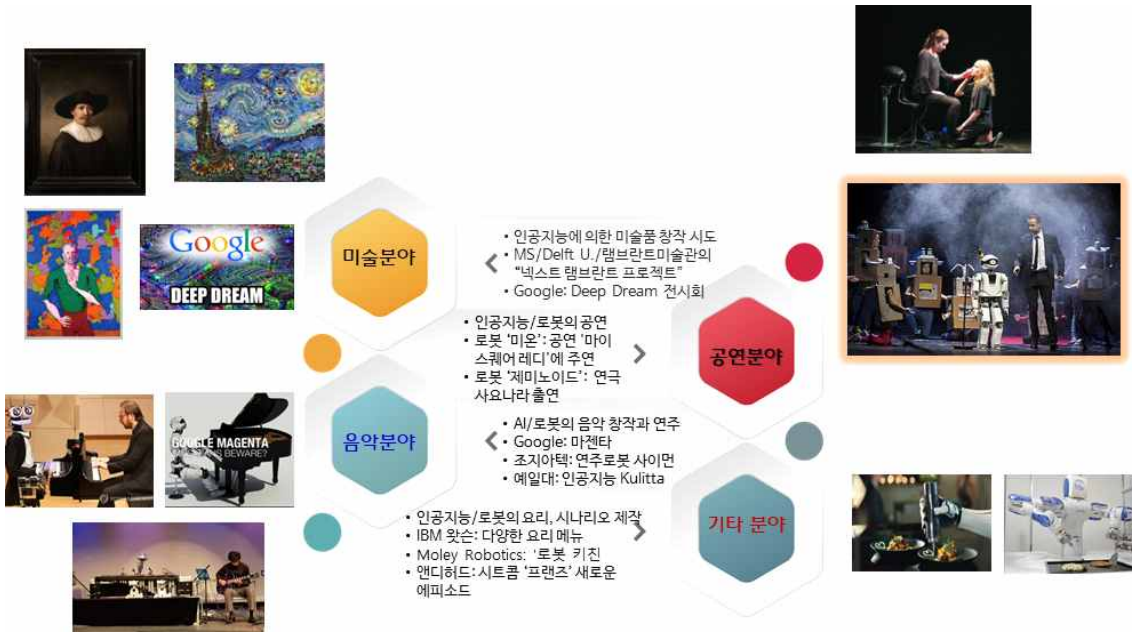 Google
DEEP DREAM
미술분야
• 인공지능에 의한 미술품 창작 시도
• MS/Delft U./램브란트미술관의
"넥스트 램브란트 프로젝트"
• Google: Deep Dream 전시회
• 인공지능/로봇의 공연
• 로봇 '미온': 공연 '마이
스퀘어 레디'에 주연
• 로봇 '제미노이드': 연극
사요나라 출연
공연분야
GOOGLE MAGENTA
BEWARE?
음악분야
• AI/로봇의 음악 창작과 연주
• Google: 마젠타
• 조지아텍: 연주로봇 사이먼
• 예일대: 인공지능 Kulitta
• 인공지능/로봇의 요리, 시나리오 제작
• IBM 왓슨: 다양한 요리 메뉴
• Moley Robotics: '로봇 키친
• 앤디허드: 시트콤 '프랜즈' 새로운
에피소드
기타 분야